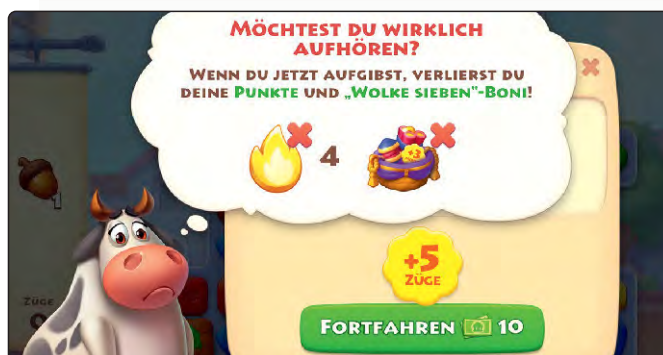 MÖCHTEST DU WIRKLICH
AUFHÖREN?
WENN DU JETZT AUFGIBST, VERLIERST DU
DEINE PUNKTE UND „WOLKE SIEBEN"-BONI!
4
+5
ZÜGE
ZÜGE
FORTFAHREN 10